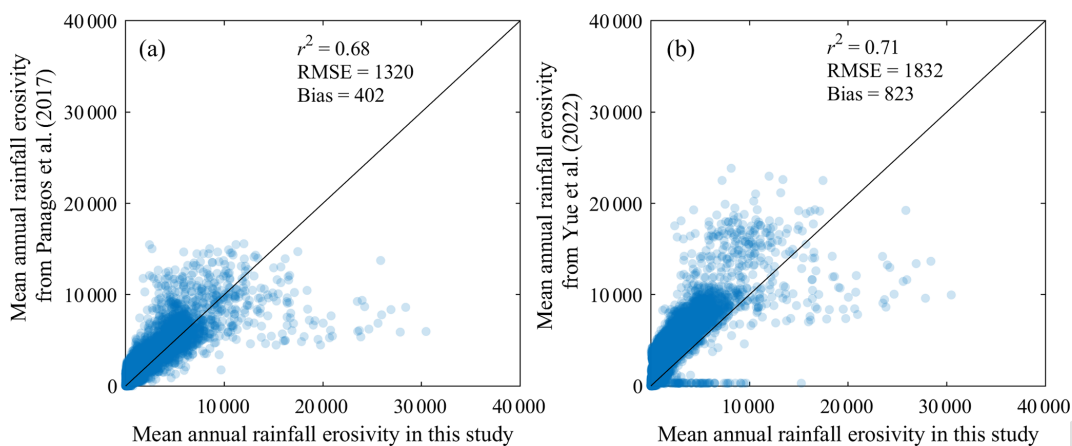 (a)
r² = 0.68
RMSE = 1320
Bias = 402
40 000
30 000
20 000
10 000
0
10 000 20 000 30 000 40 000
Mean annual rainfall erosivity
from Panagos et al. (2017)
Mean annual rainfall erosivity in this study
(b)
r² = 0.71
RMSE = 1832
Bias = 823
40 000
30 000
20 000
10 000
0
10 000 20 000 30 000 40 000
Mean annual rainfall erosivity
from Yue et al. (2022)
Mean annual rainfall erosivity in this study